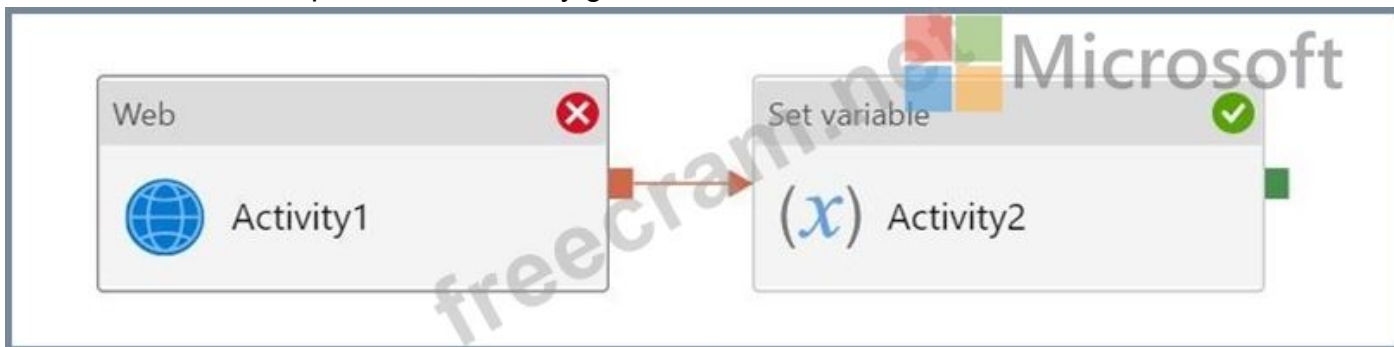 Microsoft
Web
Set variable
Activity1
(x) Activity2
freecram.net